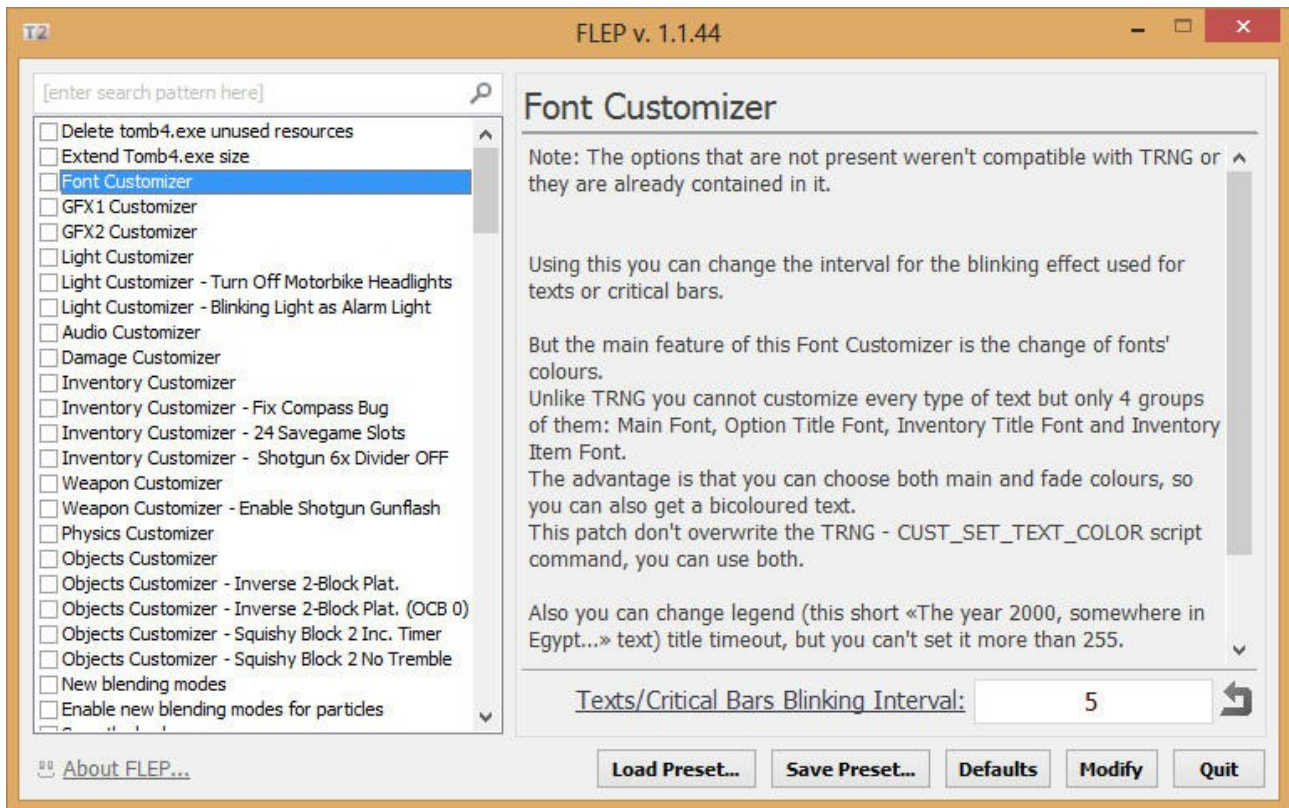 T2
FLEP v. 1.1.44
[enter search pattern here]
Delete tomb4.exe unused resources
Extend Tomb4.exe size
Font Customizer
GFX1 Customizer
GFX2 Customizer
Light Customizer
Light Customizer - Turn Off Motorbike Headlights
Light Customizer - Blinking Light as Alarm Light
Audio Customizer
Damage Customizer
Inventory Customizer
Inventory Customizer - Fix Compass Bug
Inventory Customizer - 24 Savegame Slots
Inventory Customizer -  Shotgun 6x Divider OFF
Weapon Customizer
Weapon Customizer - Enable Shotgun Gunflash
Physics Customizer
Objects Customizer
Objects Customizer - Inverse 2-Block Plat.
Objects Customizer - Inverse 2-Block Plat. (OCB 0)
Objects Customizer - Squishy Block 2 Inc. Timer
Objects Customizer - Squishy Block 2 No Tremble
New blending modes
Enable new blending modes for particles
Font Customizer
Note: The options that are not present weren't compatible with TRNG or
they are already contained in it.
Using this you can change the interval for the blinking effect used for
texts or critical bars.
But the main feature of this Font Customizer is the change of fonts'
colours.
Unlike TRNG you cannot customize every type of text but only 4 groups
of them: Main Font, Option Title Font, Inventory Title Font and Inventory
Item Font.
The advantage is that you can choose both main and fade colours, so
you can also get a bicoloured text.
This patch don't overwrite the TRNG - CUST_SET_TEXT_COLOR script
command, you can use both.
Also you can change legend (this short «The year 2000, somewhere in
Egypt...» text) title timeout, but you can't set it more than 255.
Texts/Critical Bars Blinking Interval: 5
About FLEP...
Load Preset... Save Preset... Defaults Modify Quit